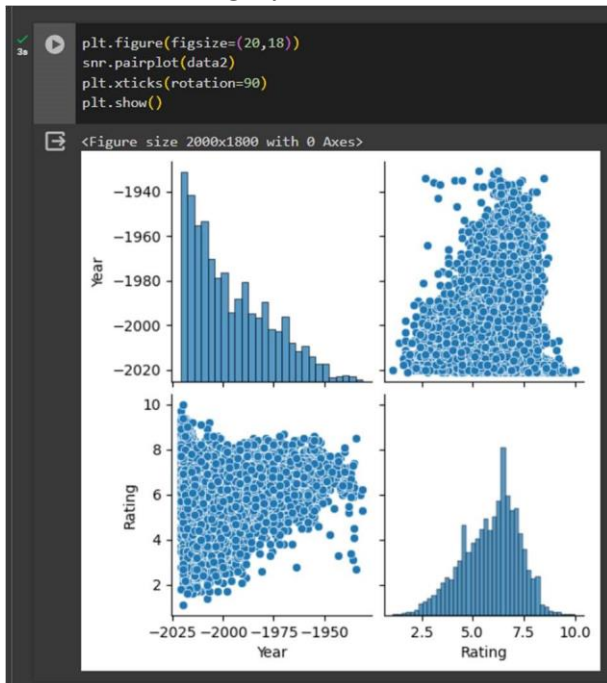 3s
plt.figure(figsize=(20,18))
snr.pairplot(data2)
plt.xticks(rotation=90)
plt.show()
<Figure size 2000x1800 with 0 Axes>
−1940
−1960
−1980
−2000
−2020
Year
10
8
6
4
2
Rating
−2025 −2000 −1975 −1950
Year
2.5 5.0 7.5 10.0
Rating